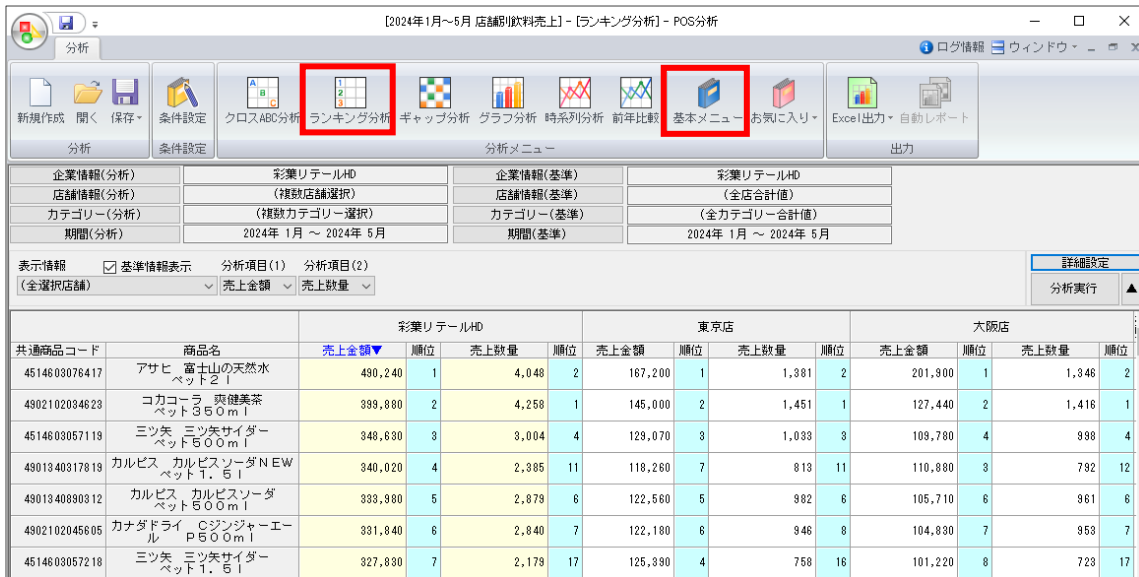 [2024年1月～5月 店舗別飲料売上] - [ランキング分析] - POS分析
分析
ログ情報 ウィンドウ
新規作成 開く 保存 条件設定 クロスABC分析 ランキング分析 ギャップ分析 グラフ分析 時系列分析 前年比較 基本メニュー お気に入り Excel出力 自動レポート
分析 条件設定 分析メニュー 出力
企業情報(分析) 彩葉リテールHD 企業情報(基準) 彩葉リテールHD
店舗情報(分析) (複数店舗選択) 店舗情報(基準) (全店合計値)
カテゴリー(分析) (複数カテゴリー選択) カテゴリー(基準) (全カテゴリー合計値)
期間(分析) 2024年 1月 ～ 2024年 5月 期間(基準) 2024年 1月 ～ 2024年 5月
表示情報 基準情報表示 分析項目(1) 分析項目(2) 詳細設定
(全選択店舗) 売上金額 売上数量 分析実行 ▲
彩葉リテールHD 東京店 大阪店
共通商品コード 商品名 売上金額▼ 順位 売上数量 順位 売上金額 順位 売上数量 順位 売上金額 順位 売上数量 順位
4514603076417 アサヒ 富士山の天然水 ペット2l 490,240 1 4,048 2 167,200 1 1,381 2 201,900 1 1,346 2
4902102034623 コカコーラ 爽健美茶 ペット350ml 399,880 2 4,258 1 145,000 2 1,451 1 127,440 2 1,416 1
4514603057119 三ツ矢 三ツ矢サイダー ペット500ml 348,630 3 3,004 4 129,070 3 1,033 3 109,780 4 998 4
4901340317819 カルピス カルピスソーダNEW ペット1.5l 340,020 4 2,385 11 118,260 7 813 11 110,880 3 792 12
4901340890312 カルピス カルピスソーダ ペット500ml 333,980 5 2,879 6 122,560 5 982 6 105,710 6 961 6
4902102045605 カナダドライ Cジンジャーエール P500ml 331,840 6 2,840 7 122,180 6 946 8 104,830 7 953 7
4514603057218 三ツ矢 三ツ矢サイダー ペット1.5l 327,830 7 2,179 17 125,390 4 758 16 101,220 8 723 17